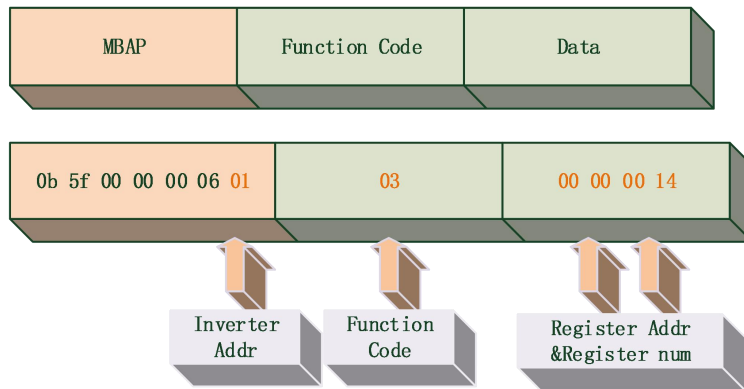 MBAP Function Code Data
0b 5f 00 00 00 06 01 03 00 00 00 14
Inverter Addr
Function Code
Register Addr
&Register num